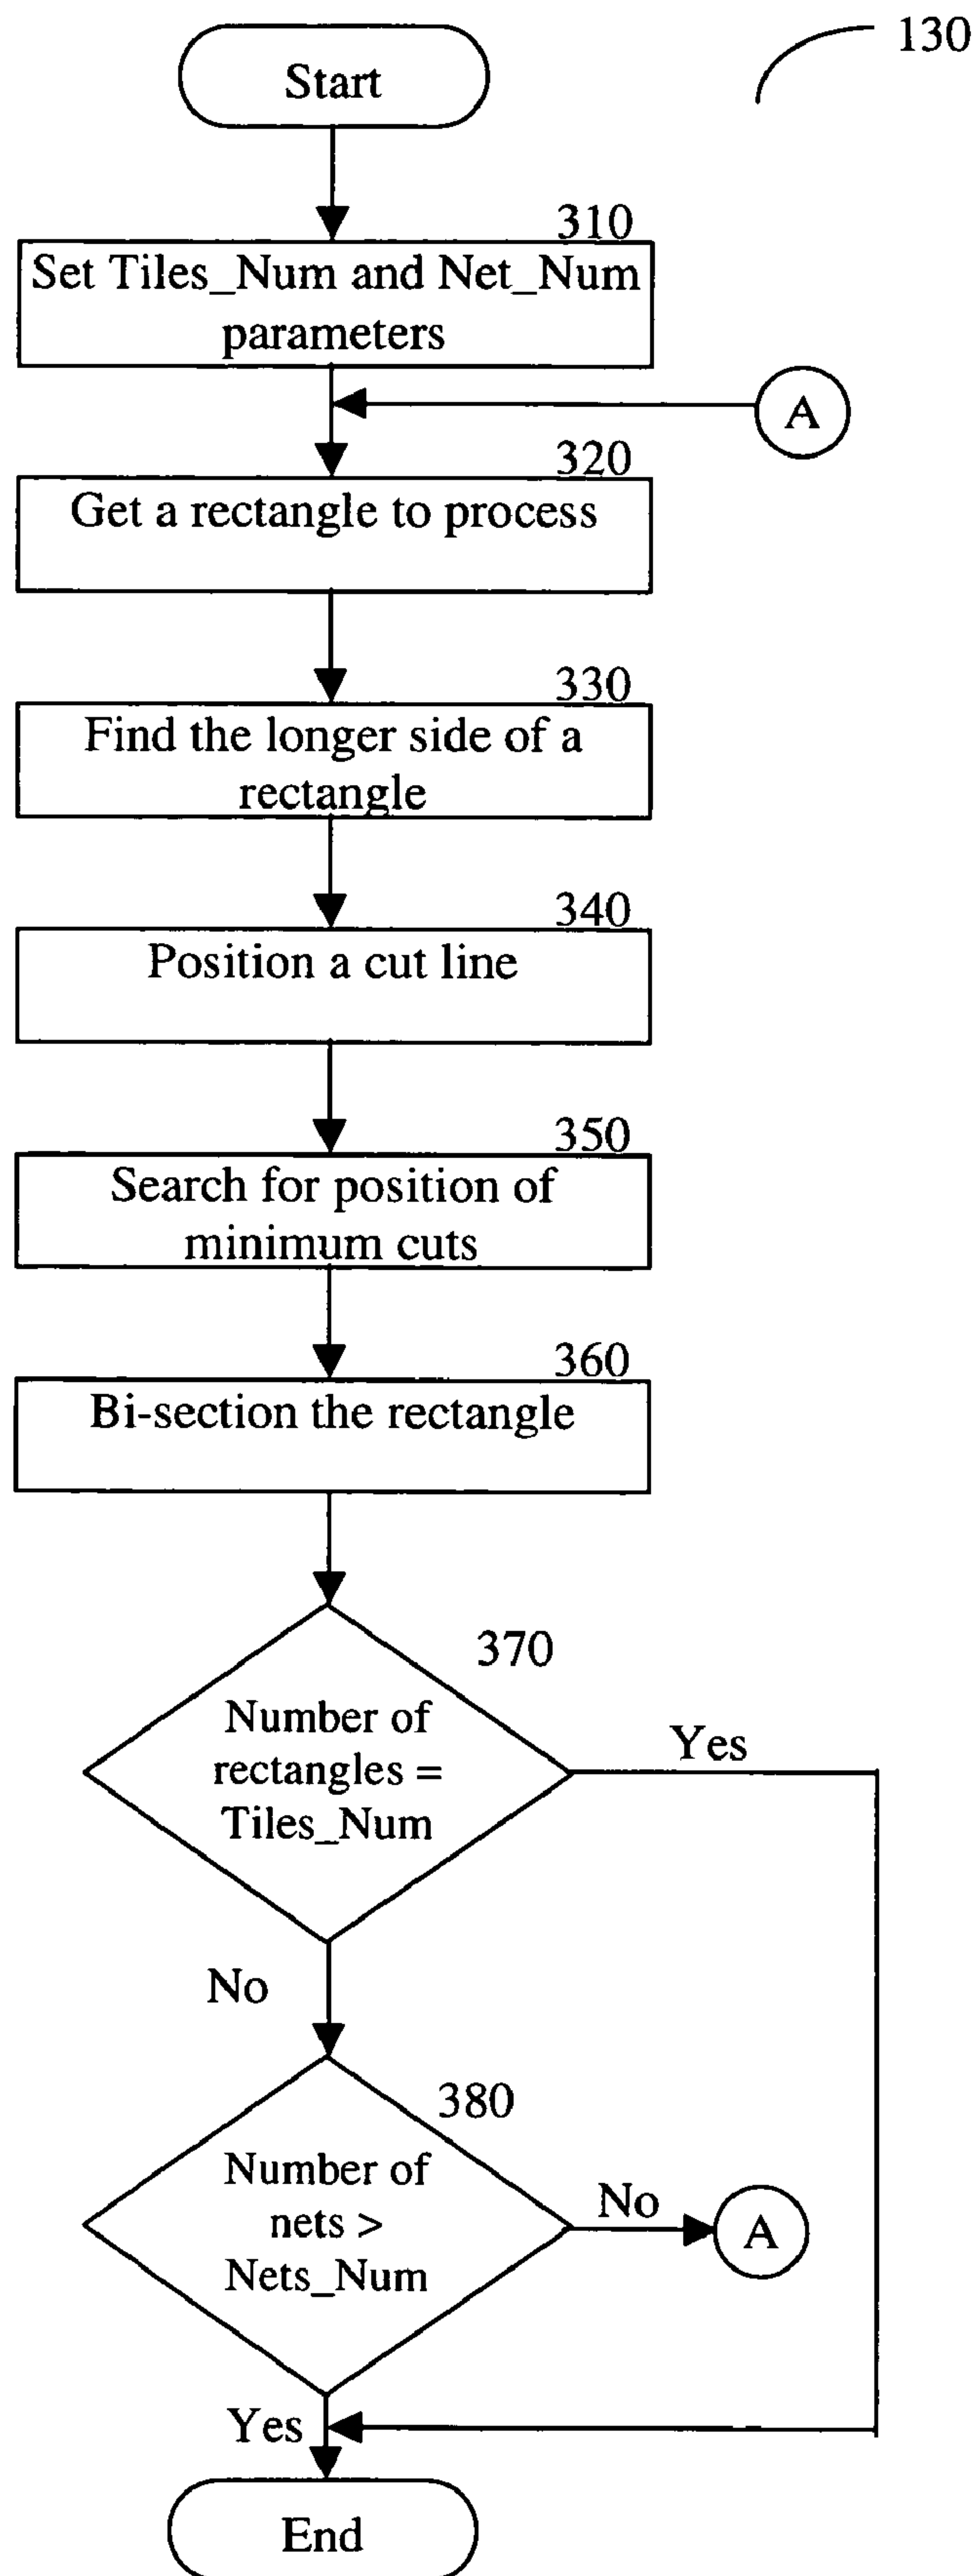 130
Start
310
Set Tiles_Num and Net_Num
parameters
A
320
Get a rectangle to process
330
Find the longer side of a
rectangle
340
Position a cut line
350
Search for position of
minimum cuts
360
Bi-section the rectangle
370
Number of
rectangles =
Tiles_Num
Yes
No
380
Number of
nets >
Nets_Num
No
A
Yes
End